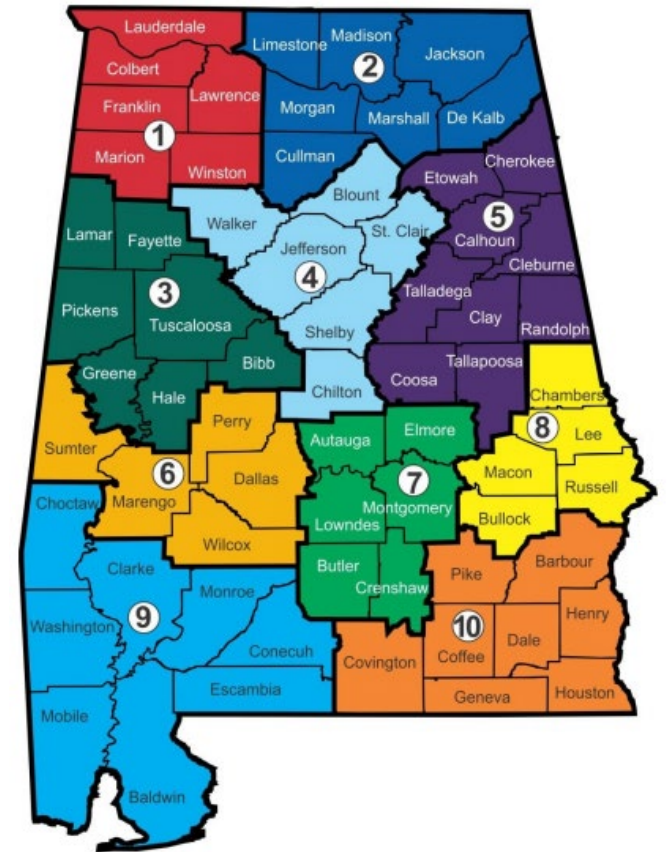 Lauderdale
Colbert
Franklin
Lawrence
1
Marion
Winston
Limestone
Madison
2
Jackson
Morgan
Marshall
De Kalb
Cullman
Lamar
Fayette
3
Pickens
Tuscaloosa
Greene
Hale
Bibb
Walker
Blount
St. Clair
Jefferson
4
Shelby
Chilton
Cherokee
Etowah
5
Calhoun
Cleburne
Talladega
Clay
Randolph
Coosa
Tallapoosa
Sumter
Perry
6
Marengo
Dallas
Wilcox
Autauga
Elmore
7
Montgomery
Lowndes
Butler
Crenshaw
Chambers
8
Lee
Macon
Russell
Bullock
Choctaw
Clarke
Monroe
Washington
9
Conecuh
Escambia
Mobile
Baldwin
Pike
Barbour
10
Henry
Coffee
Dale
Covington
Geneva
Houston